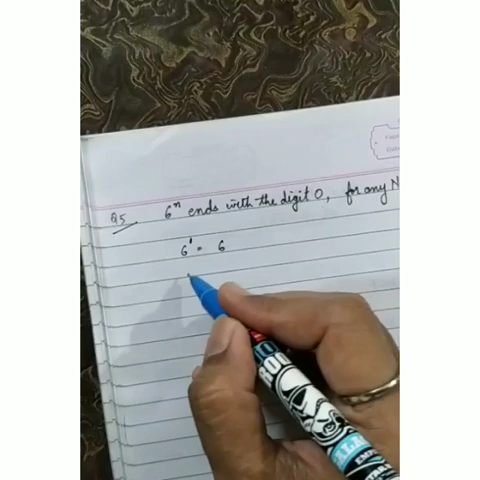 Q5 6ⁿ ends with the digit 0, for any N
6¹ = 6